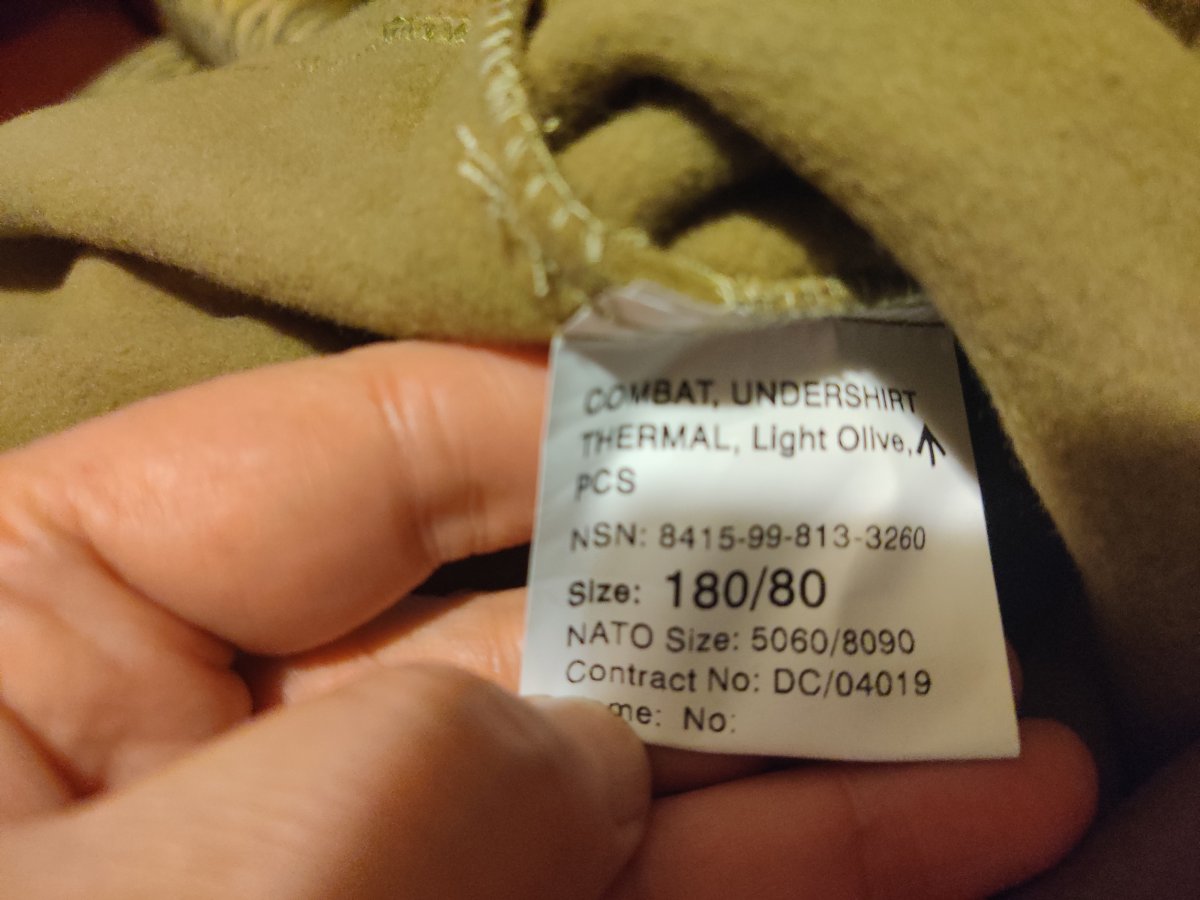 COMBAT, UNDERSHIRT
THERMAL, Light Olive,
PCS
NSN: 8415-99-813-3260
Size: 180/80
NATO Size: 5060/8090
Contract No: DC/04019
No: